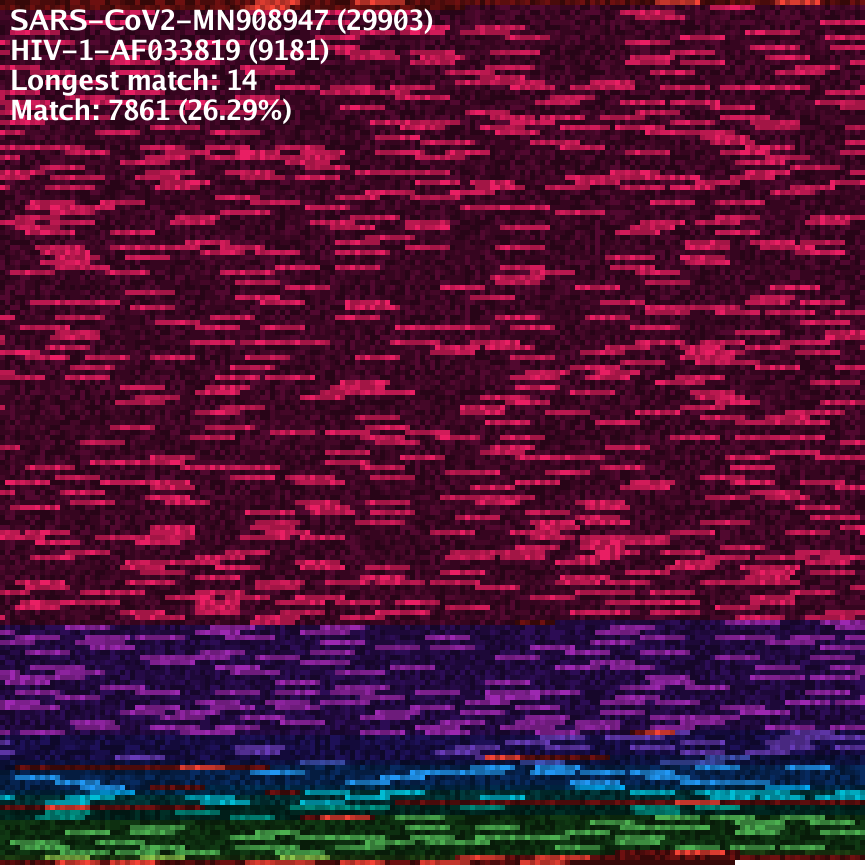 SARS-CoV2-MN908947 (29903)
HIV-1-AF033819 (9181)
Longest match: 14
Match: 7861 (26.29%)